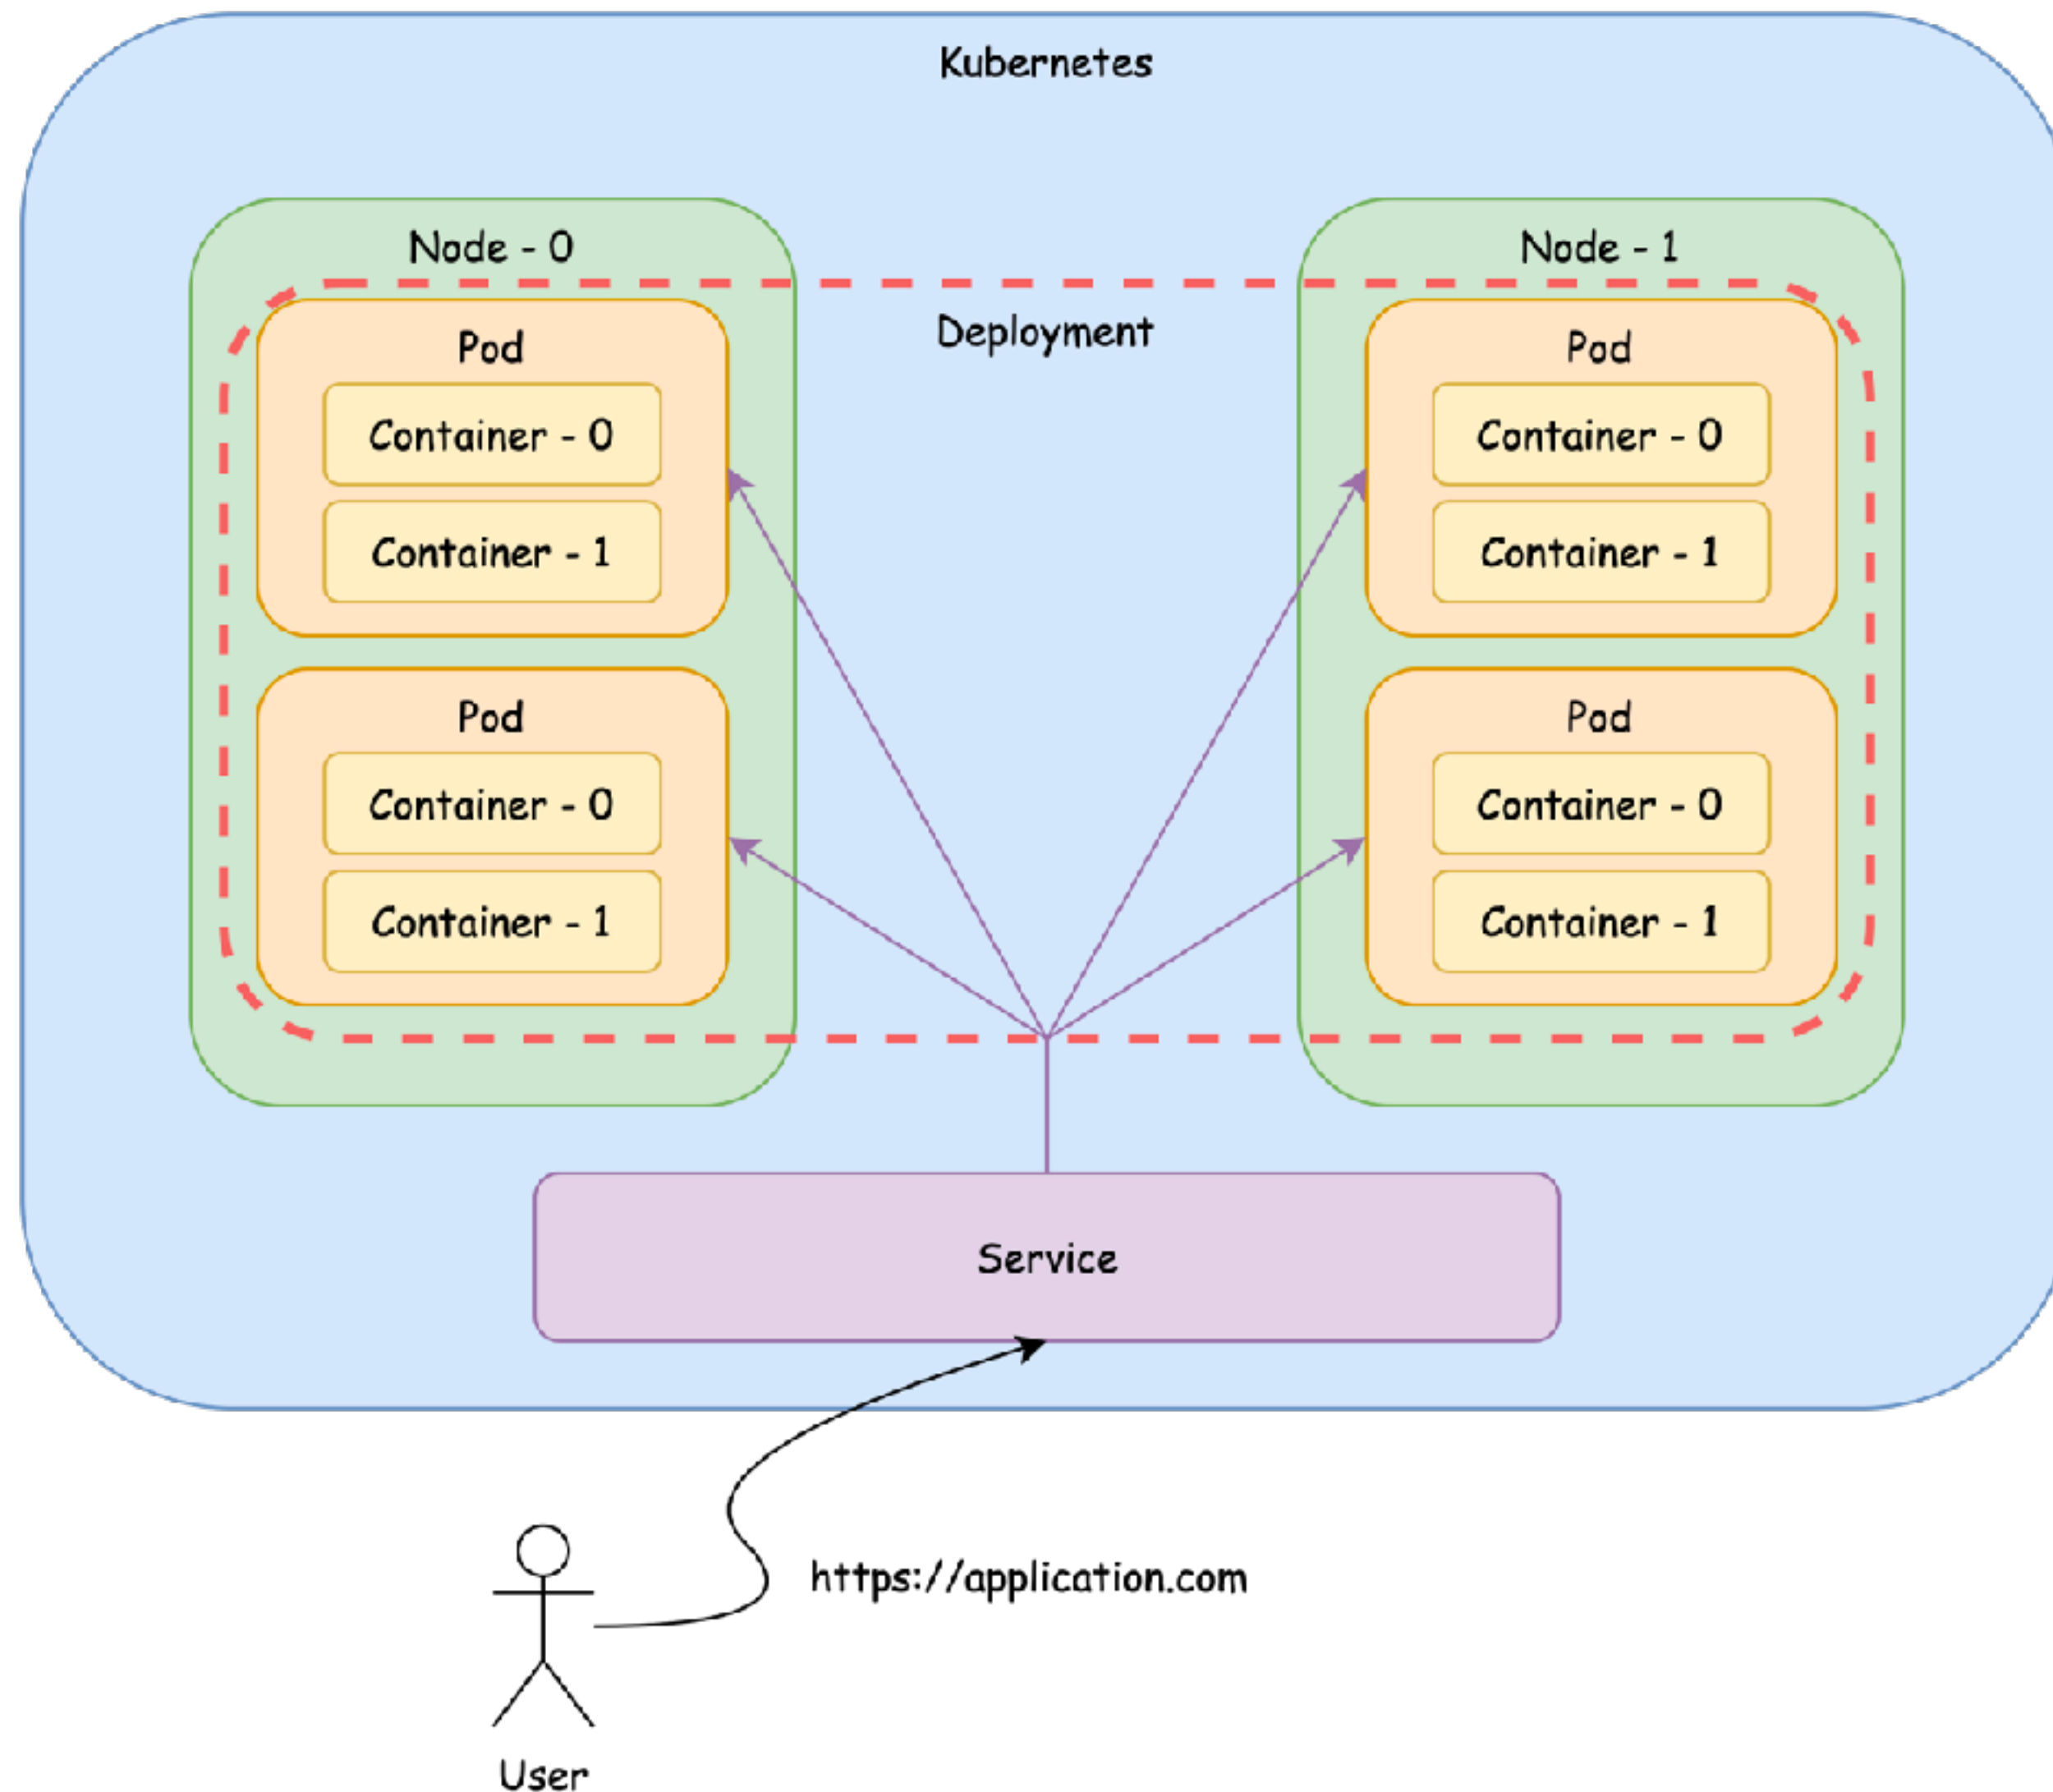 Kubernetes
Node - 0
Node - 1
Deployment
Pod
Container - 0
Container - 1
Pod
Container - 0
Container - 1
Pod
Container - 0
Container - 1
Pod
Container - 0
Container - 1
Service
https://application.com
User